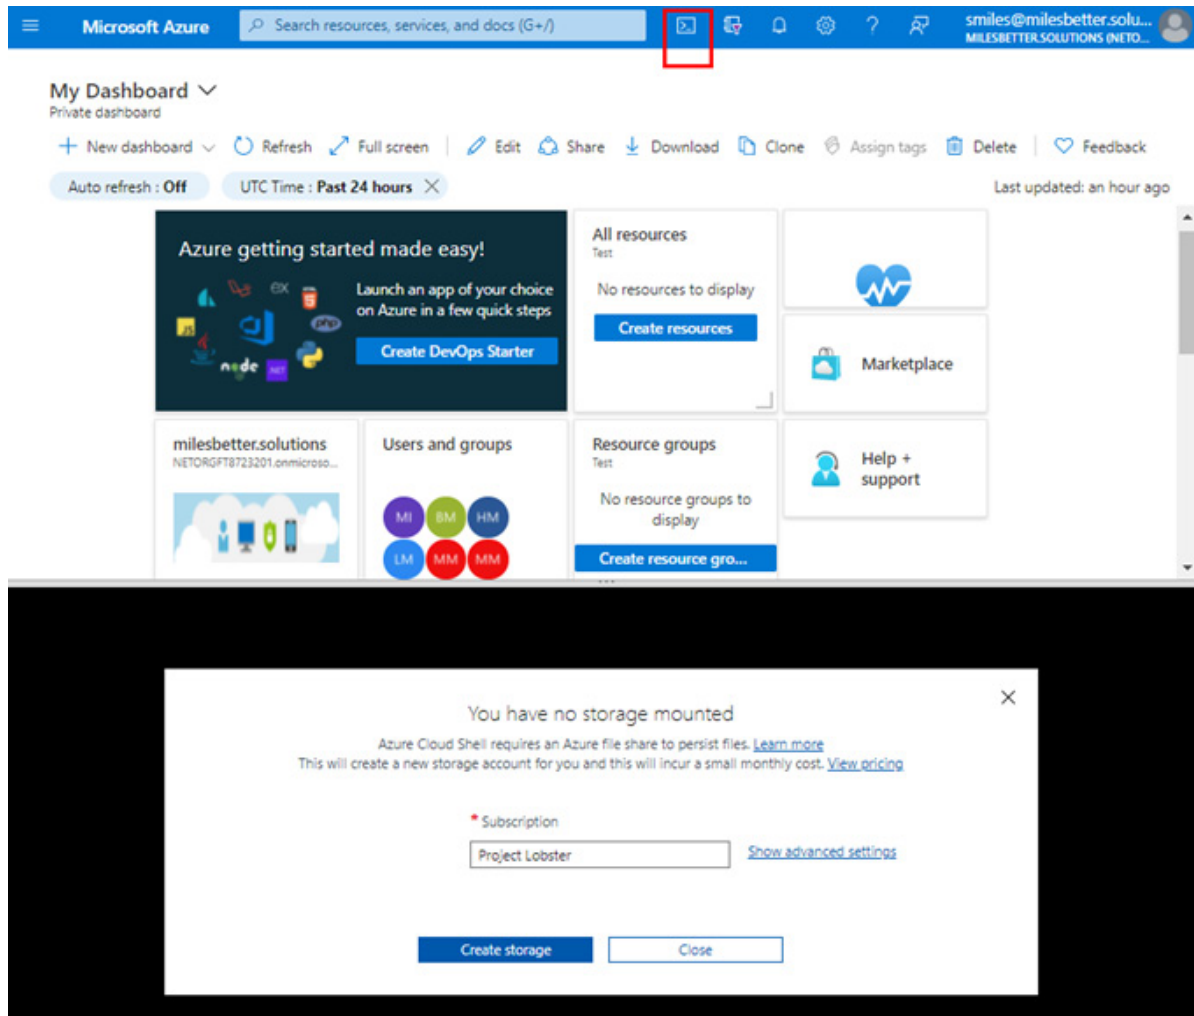 Microsoft Azure
Search resources, services, and docs (G+/)
smiles@milesbetter.solu...
MILESBETTER.SOLUTIONS (NETO...
My Dashboard
Private dashboard
New dashboard
Refresh
Full screen
Edit
Share
Download
Clone
Assign tags
Delete
Feedback
Auto refresh : Off
UTC Time : Past 24 hours
Last updated: an hour ago
Azure getting started made easy!
Launch an app of your choice
on Azure in a few quick steps
Create DevOps Starter
ex
php
JS
node
.NET
All resources
Test
No resources to display
Create resources
Marketplace
milesbetter.solutions
NETORGFT8723201.onmicroso...
Users and groups
MI BM HM
LM MM MM
Resource groups
Test
No resource groups to
display
Create resource gro...
Help +
support
You have no storage mounted
Azure Cloud Shell requires an Azure file share to persist files. Learn more
This will create a new storage account for you and this will incur a small monthly cost. View pricing
* Subscription
Project Lobster
Show advanced settings
Create storage
Close